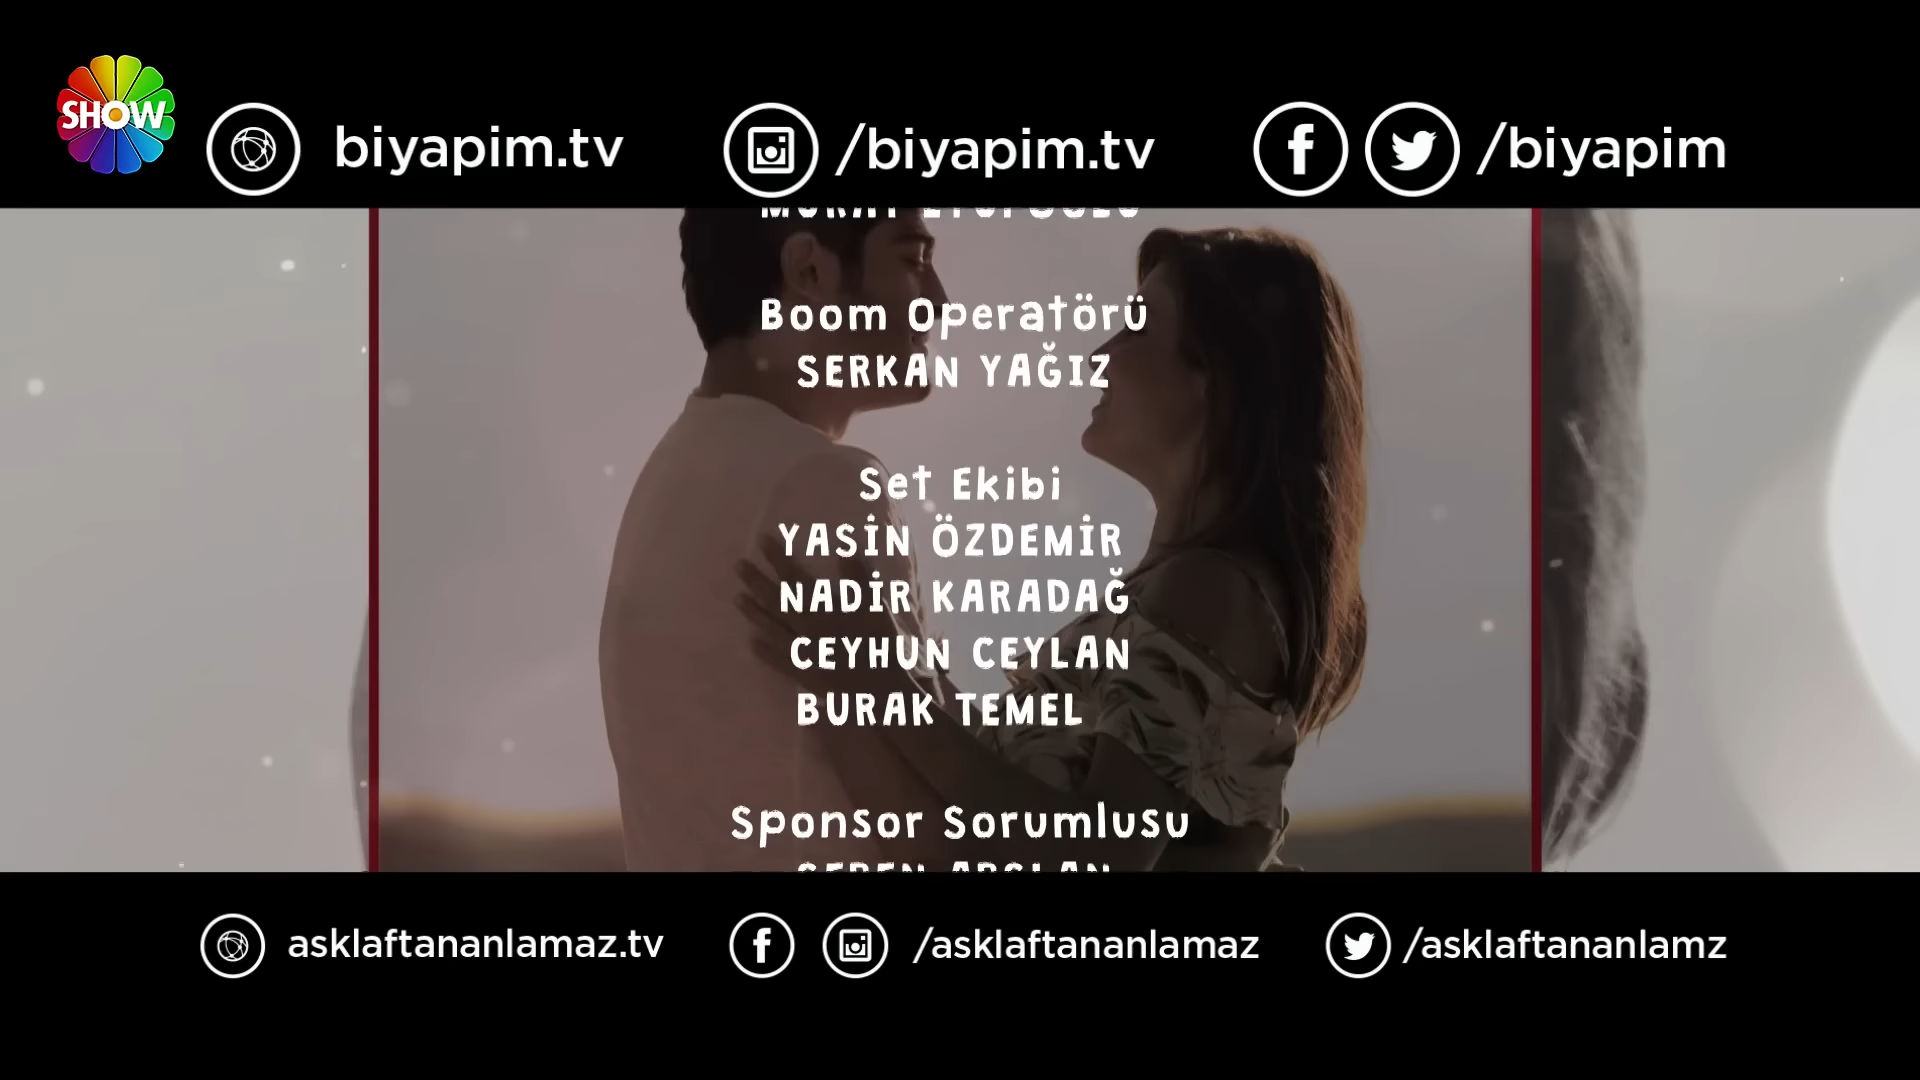 SHOW
biyapim.tv
/biyapim.tv
/biyapim
Boom Operatörü
SERKAN YAĞIZ
Set Ekibi
YASİN ÖZDEMİR
NADİR KARADAĞ
CEYHUN CEYLAN
BURAK TEMEL
Sponsor Sorumlusu
asklaftananlamaz.tv
/asklaftananlamaz
/asklaftananlamz